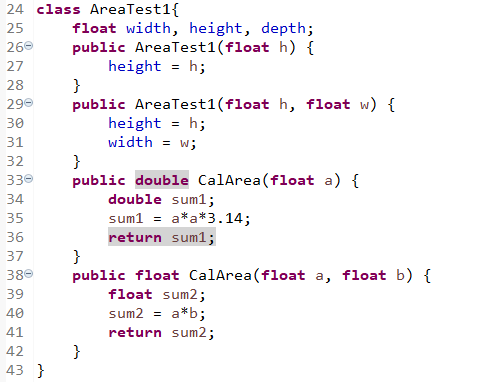 24 class AreaTest1{
25     float width, height, depth;
26     public AreaTest1(float h) {
27         height = h;
28     }
29     public AreaTest1(float h, float w) {
30         height = h;
31         width = w;
32     }
33     public double CalArea(float a) {
34         double sum1;
35         sum1 = a*a*3.14;
36         return sum1;
37     }
38     public float CalArea(float a, float b) {
39         float sum2;
40         sum2 = a*b;
41         return sum2;
42     }
43 }